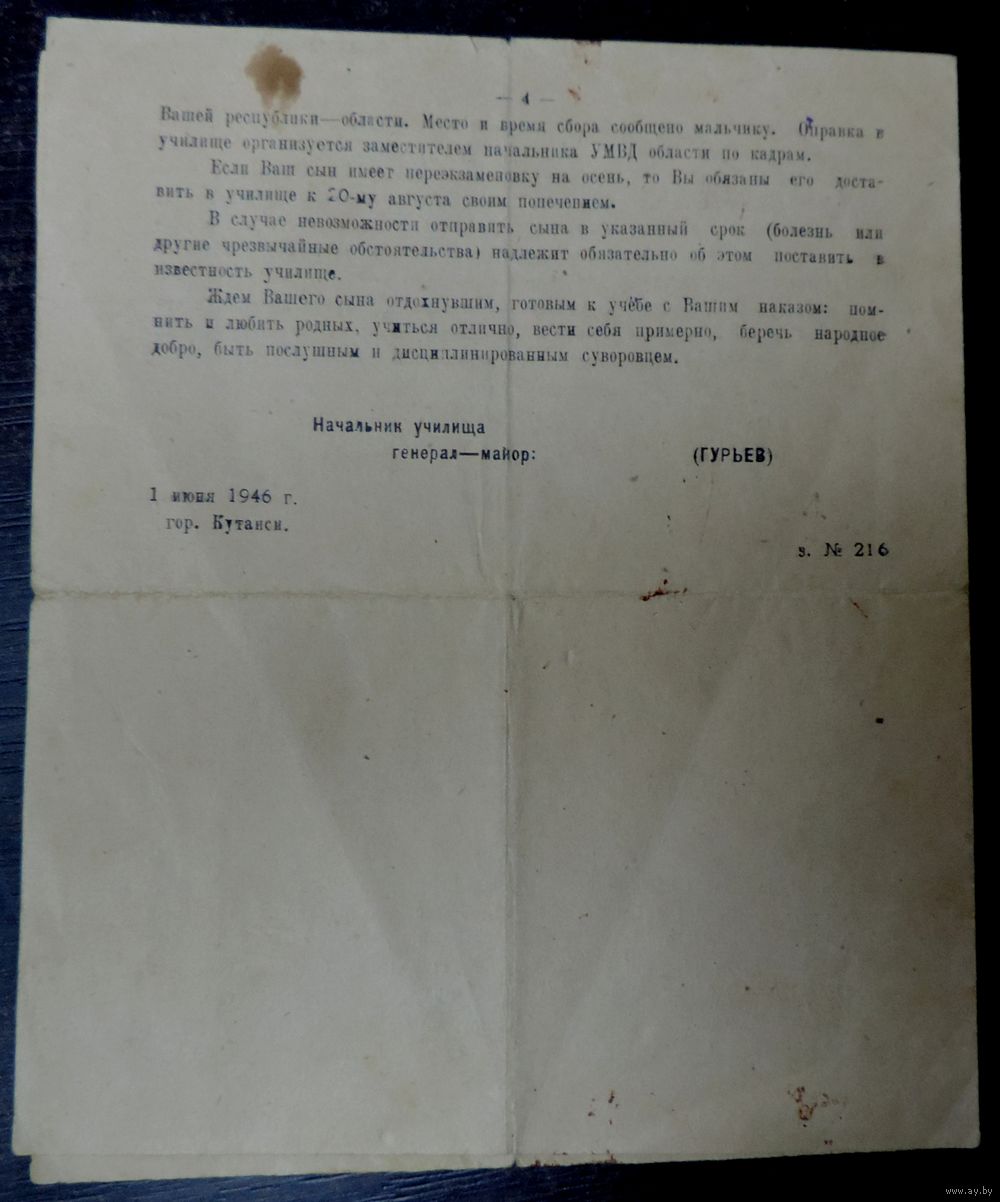 — 4 —
Вашей республики—области. Место и время сбора сообщено мальчику. Оправка в
училище организуется заместителем начальника УМВД области по кадрам.
Если Ваш сын имеет переэкзаменовку на осень, то Вы обязаны его доста-
вить в училище к 20-му августа своим попечением.
В случае невозможности отправить сына в указанный срок (болезнь или
другие чрезвычайные обстоятельства) надлежит обязательно об этом поставить в
известность училище.
Ждем Вашего сына отдохнувшим, готовым к учёбе с Вашим наказом: пом-
нить и любить родных, учиться отлично, вести себя примерно, беречь народное
добро, быть послушным и дисциллинированным суворовцем.
Начальник училища
генерал—майор: (ГУРЬЕВ)
1 июня 1946 г.
гор. Кутаиси.
з. № 216
www.ay.by